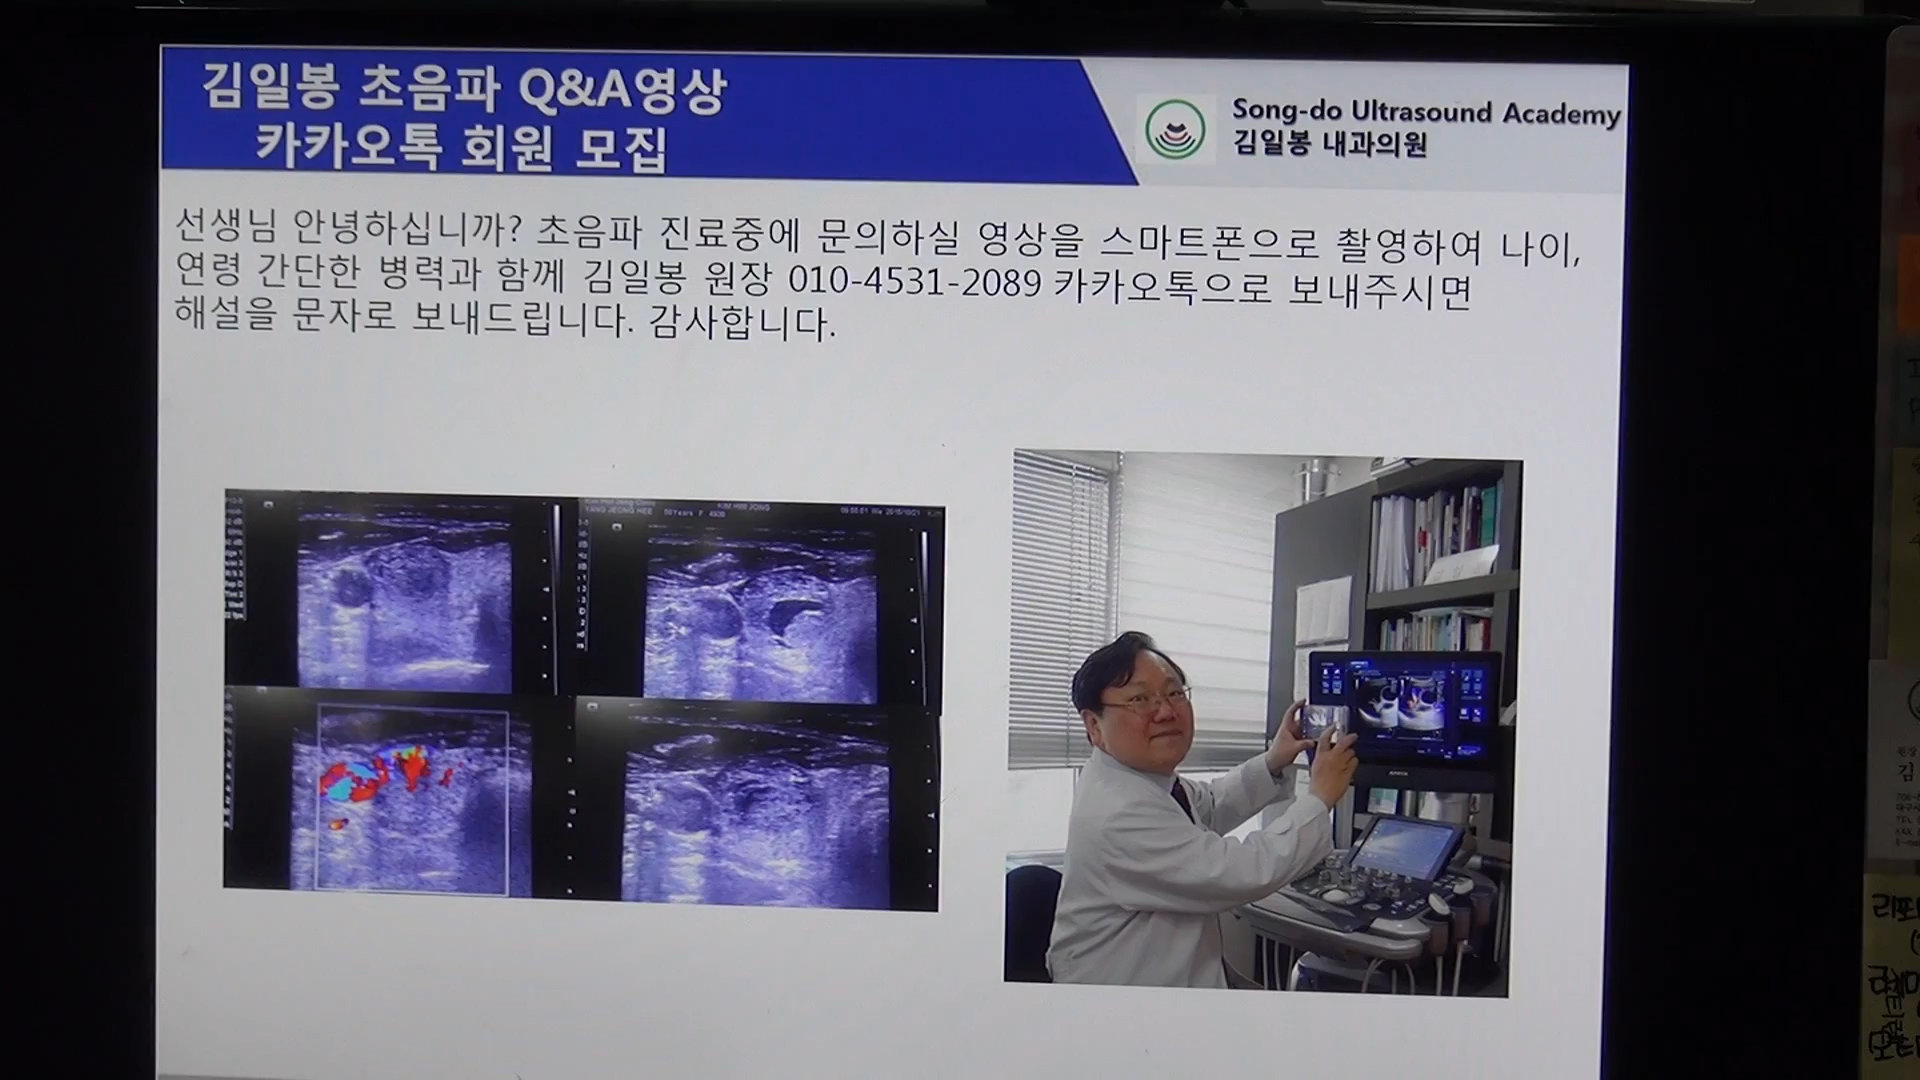 김일봉 초음파 Q&A영상
카카오톡 회원 모집
Song-do Ultrasound Academy
김일봉 내과의원
선생님 안녕하십니까? 초음파 진료중에 문의하실 영상을 스마트폰으로 촬영하여 나이,
연령 간단한 병력과 함께 김일봉 원장 010-4531-2089 카카오톡으로 보내주시면
해설을 문자로 보내드립니다. 감사합니다.
YANG JEONG HEE